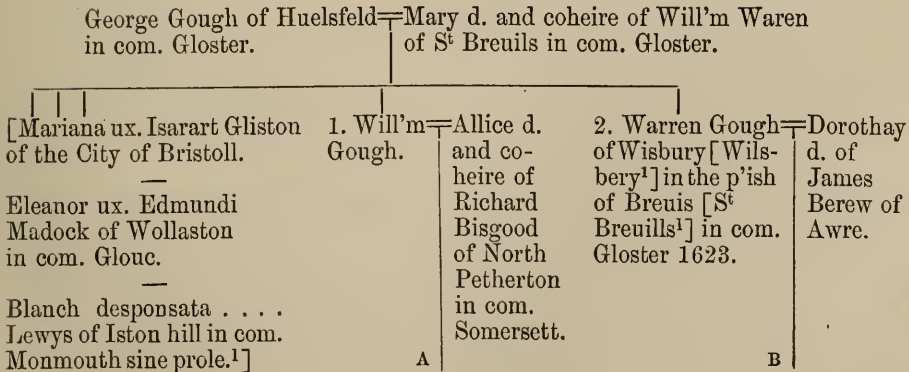 George Gough of Huelsfeld
in com. Gloster.
Mary d. and coheire of Will'm Waren
of Sᵗ Breuils in com. Gloster.
[Mariana ux. Isarart Gliston
of the City of Bristoll.
Eleanor ux. Edmundi
Madock of Wollaston
in com. Glouc.
Blanch desponsata . . . .
Lewys of Iston hill in com.
Monmouth sine prole.¹]
1. Will'm
Gough.
A
Allice d.
and co-
heire of
Richard
Bisgood
of North
Petherton
in com.
Somersett.
2. Warren Gough
of Wisbury [Wils-
bery¹] in the p'ish
of Breuis [Sᵗ
Breuills¹] in com.
Gloster 1623.
B
Dorothay
d. of
James
Berew of
Awre.